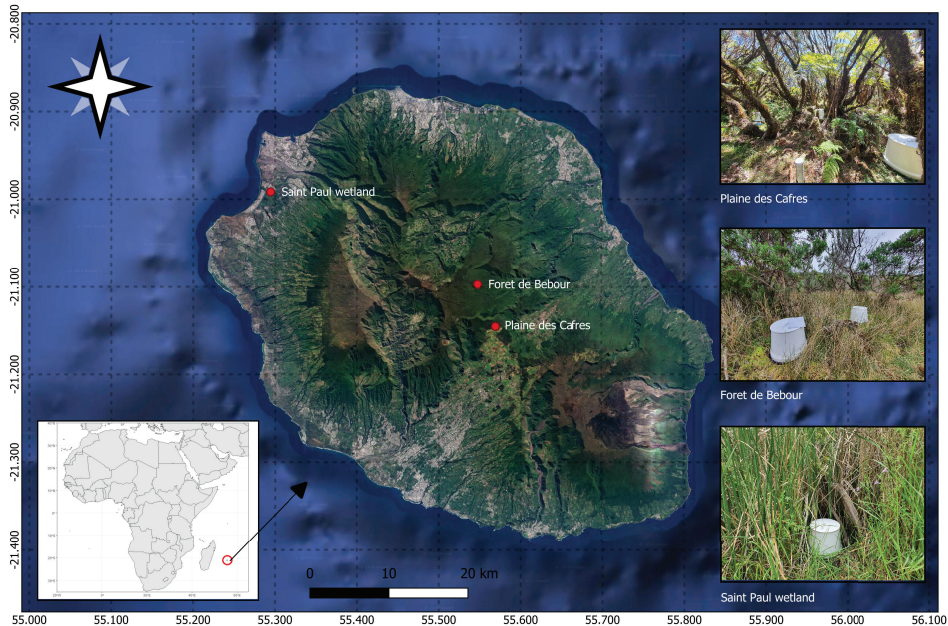 -20.800
-20.900
-21.000
-21.100
-21.200
-21.300
-21.400
Saint Paul wetland
Foret de Bebour
Plaine des Cafres
Plaine des Cafres
Foret de Bebour
Saint Paul wetland
0 10 20 km
55.000 55.100 55.200 55.300 55.400 55.500 55.600 55.700 55.800 55.900 56.000 56.100